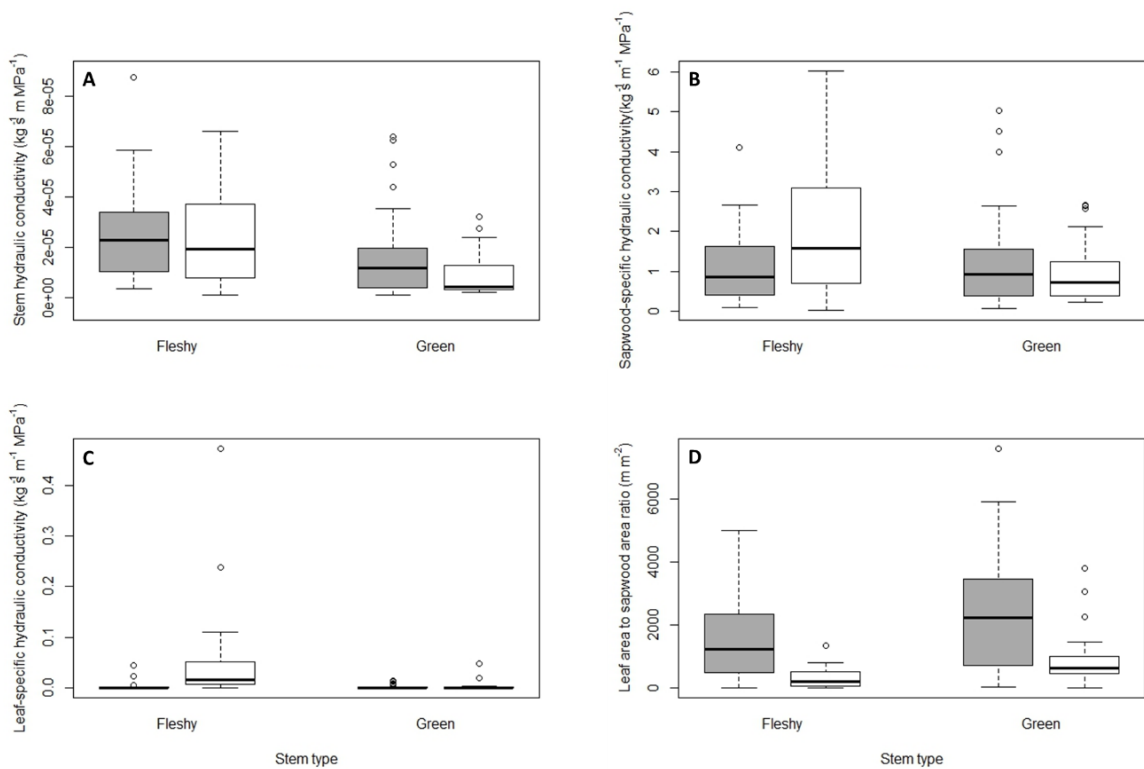 A
Stem hydraulic conductivity (kg s⁻¹ m MPa⁻¹)
0e+00 2e-05 4e-05 6e-05 8e-05
Fleshy Green
B
Sapwood-specific hydraulic conductivity(kg s⁻¹ m⁻¹ MPa⁻¹)
0 1 2 3 4 5 6
Fleshy Green
C
Leaf-specific hydraulic conductivity (kg s⁻¹ m⁻¹ MPa⁻¹)
0.0 0.1 0.2 0.3 0.4
Fleshy Green
Stem type
D
Leaf area to sapwood area ratio (m m⁻²)
0 2000 4000 6000
Fleshy Green
Stem type